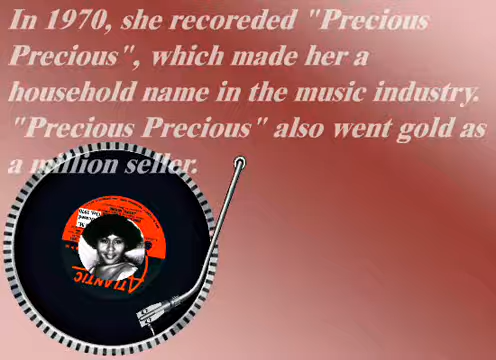 In 1970, she recoreded "Precious
Precious", which made her a
household name in the music industry.
"Precious Precious" also went gold as
a million seller.
ATLANTIC